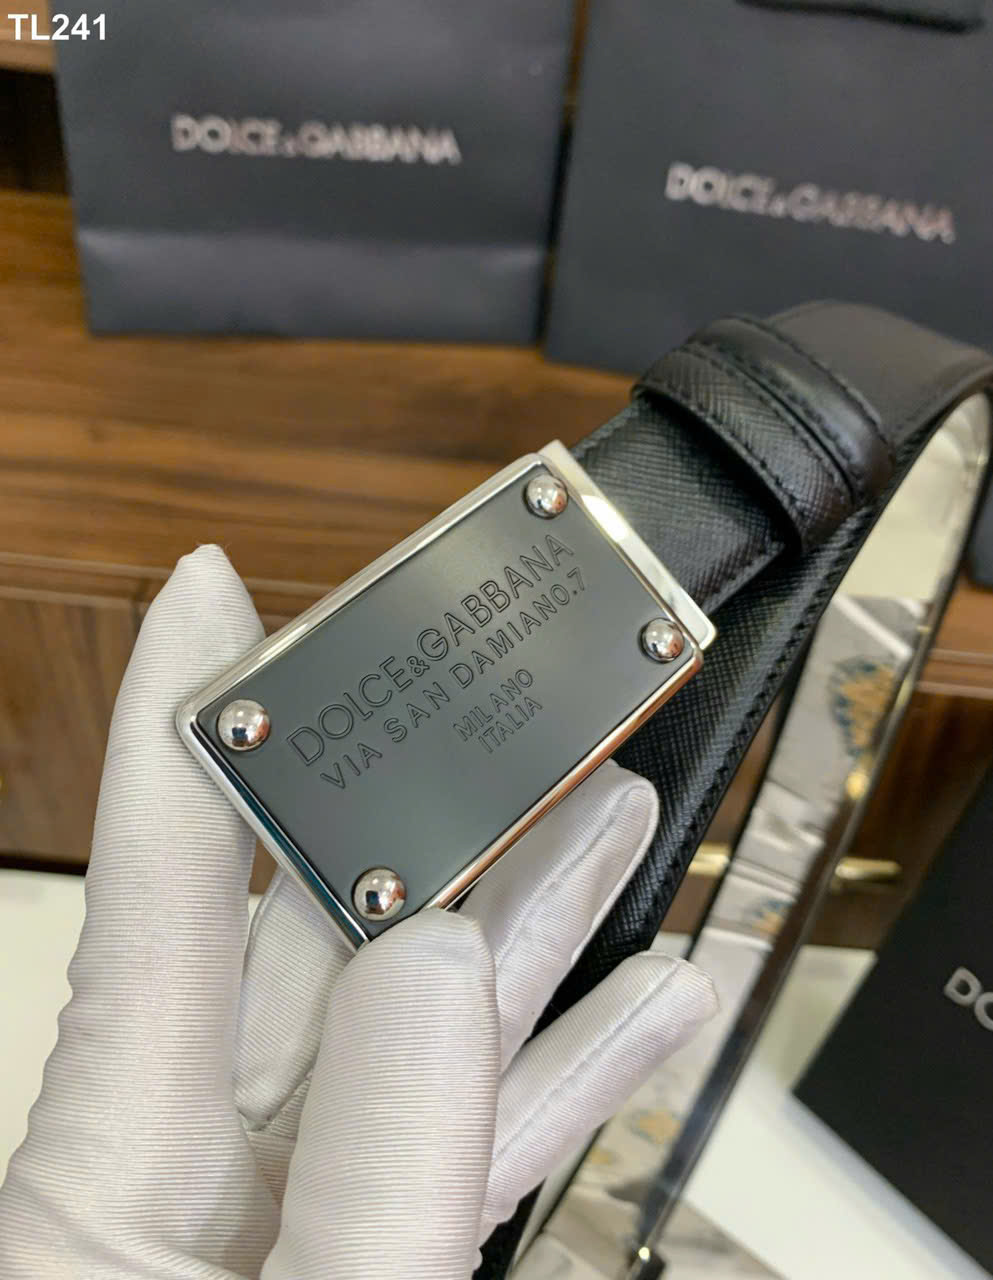 TL241
DOLCE&GABBANA
DOLCE&GABBANA
DOLCE&GABBANA
VIA SAN DAMIANO.7
MILANO
ITALIA